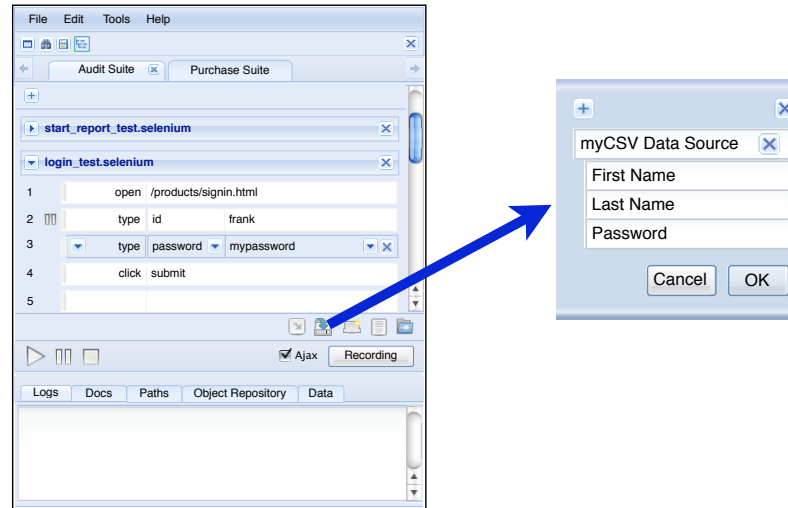 File Edit Tools Help
Audit Suite Purchase Suite
start_report_test.selenium
login_test.selenium
1 open /products/signin.html
2 type id frank
3 type password mypassword
4 click submit
5
Ajax Recording
Logs Docs Paths Object Repository Data
myCSV Data Source
First Name
Last Name
Password
Cancel OK